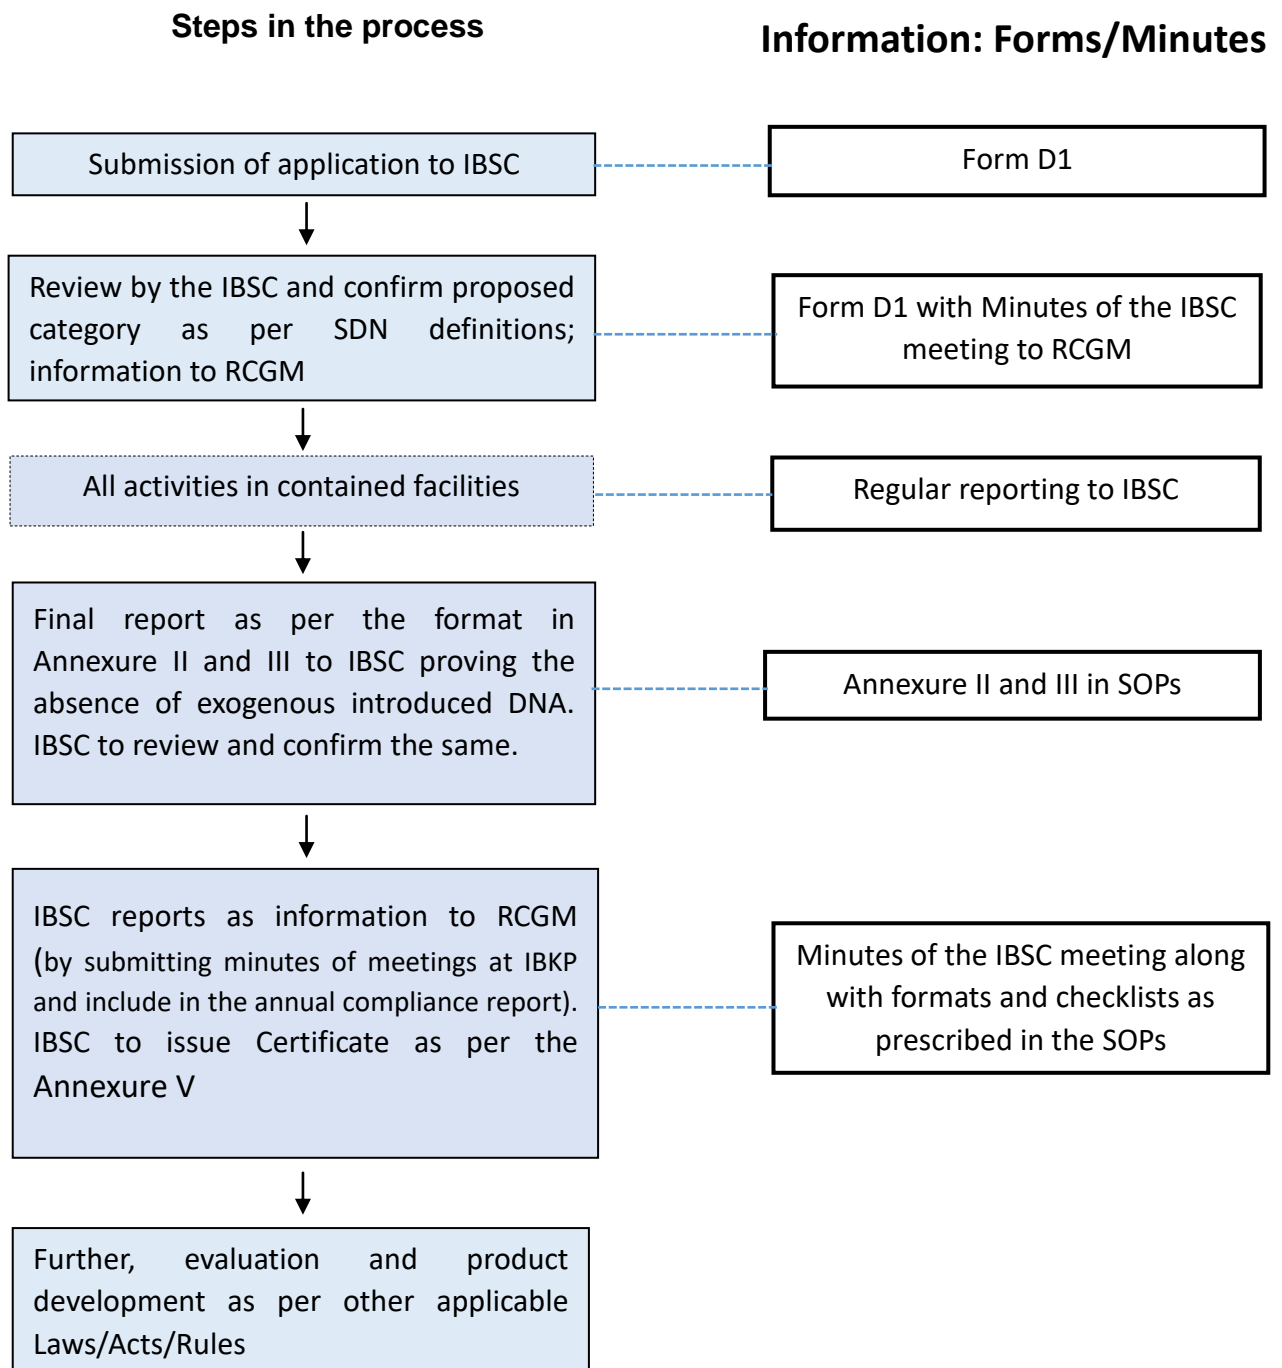 Steps in the process
Information: Forms/Minutes
Submission of application to IBSC
Form D1
Review by the IBSC and confirm proposed
category as per SDN definitions;
information to RCGM
Form D1 with Minutes of the IBSC
meeting to RCGM
All activities in contained facilities
Regular reporting to IBSC
Final report as per the format in
Annexure II and III to IBSC proving the
absence of exogenous introduced DNA.
IBSC to review and confirm the same.
Annexure II and III in SOPs
IBSC reports as information to RCGM
(by submitting minutes of meetings at IBKP
and include in the annual compliance report).
IBSC to issue Certificate as per the
Annexure V
Minutes of the IBSC meeting along
with formats and checklists as
prescribed in the SOPs
Further, evaluation and product
development as per other applicable
Laws/Acts/Rules